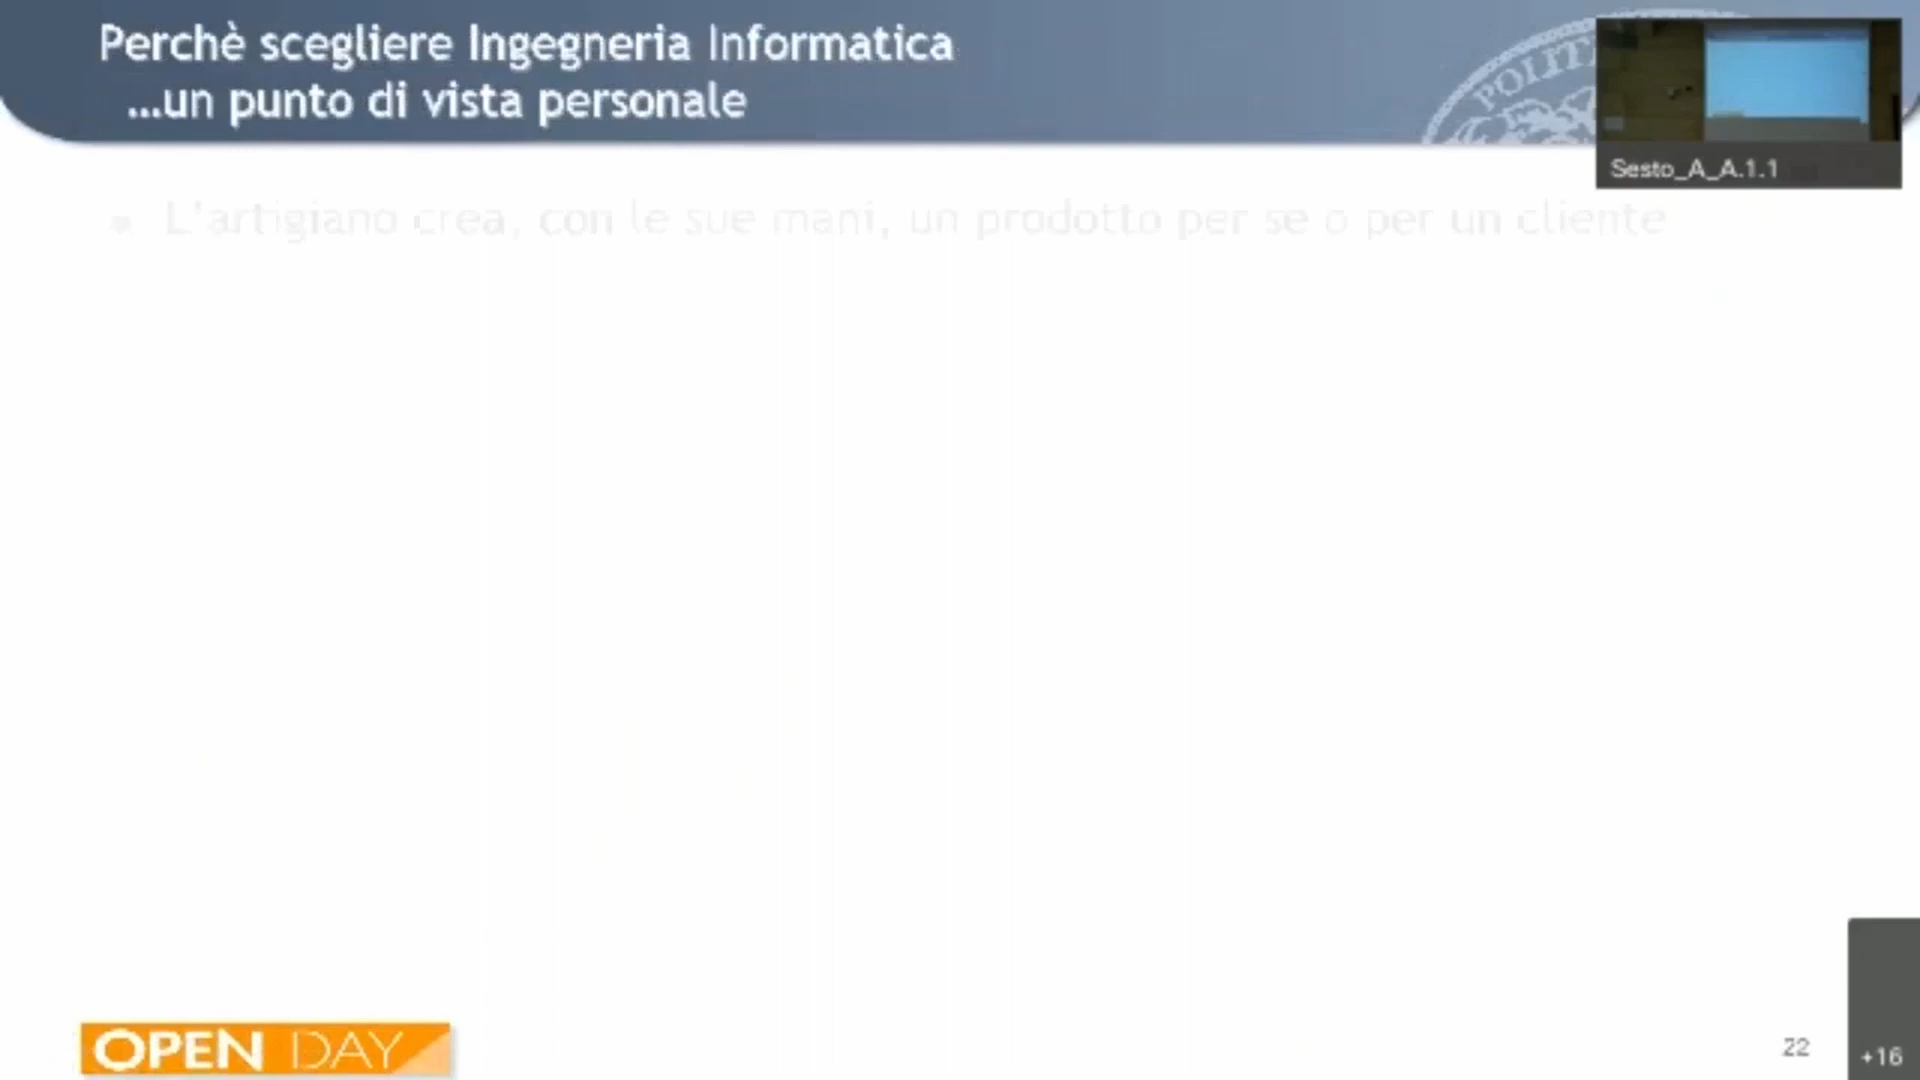 Perchè scegliere Ingegneria Informatica
...un punto di vista personale
POLIT
Sesto_A_A.1.1
• L'artigiano crea, con le sue mani, un prodotto per se o per un cliente
OPEN DAY
22
+16